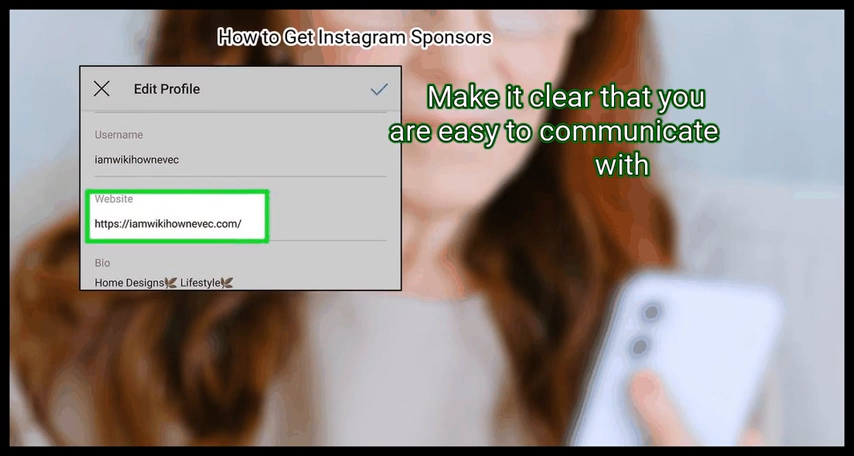 How to Get Instagram Sponsors
Edit Profile
Make it clear that you
are easy to communicate
with
Username
iamwikihownevec
Website
https://iamwikihownevec.com/
Bio
Home Designs🌿 Lifestyle🌿